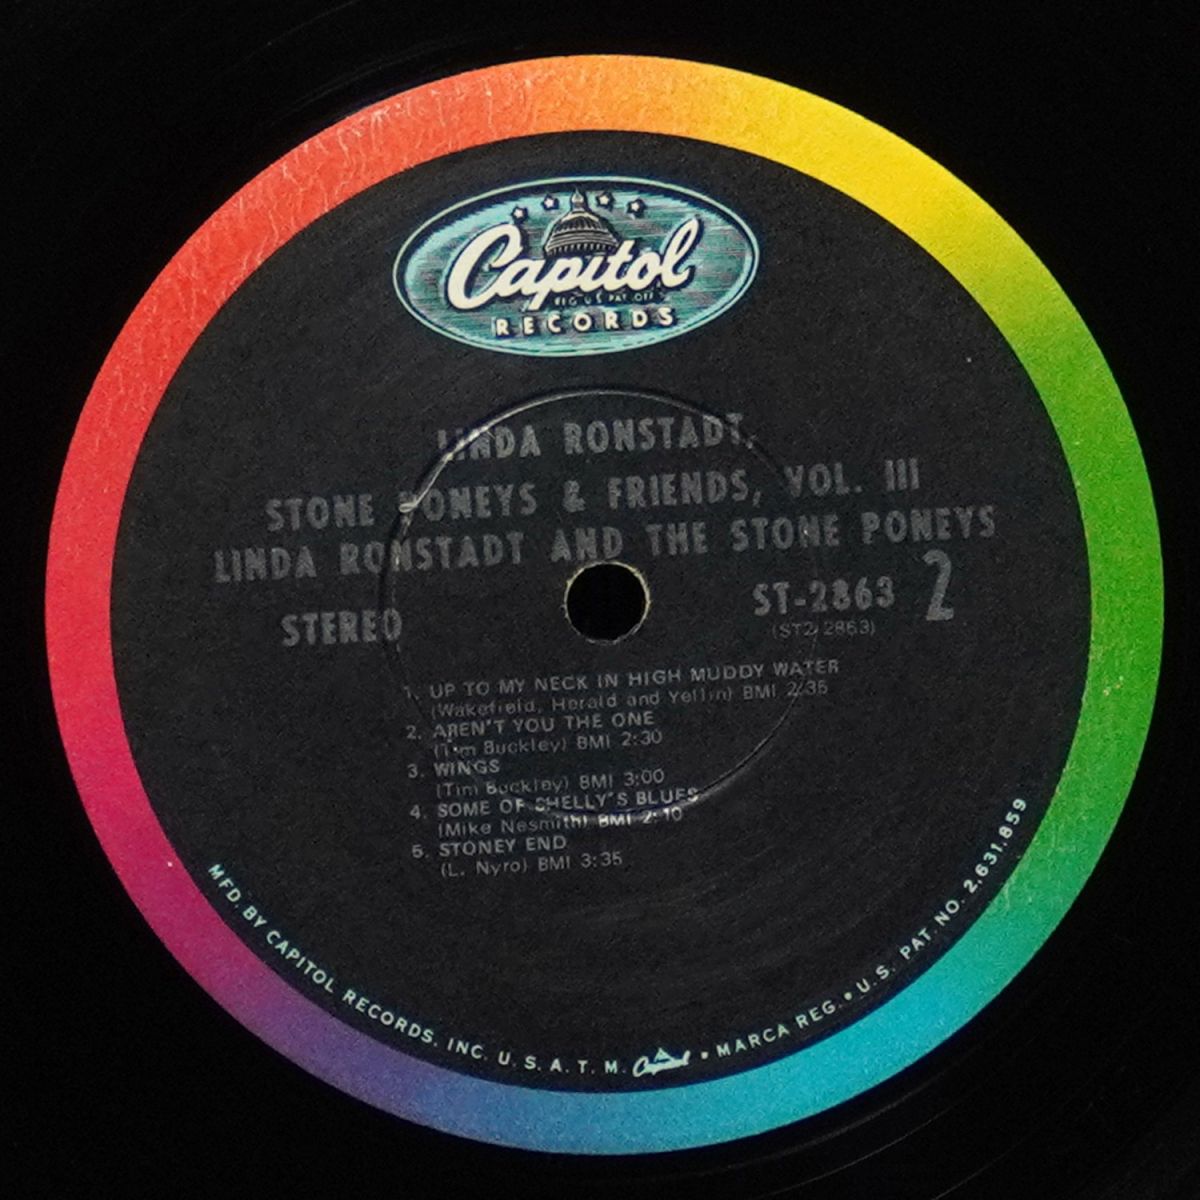 Capitol
REG. U.S. PAT. OFF.
RECORDS
LINDA RONSTADT,
STONE PONEYS & FRIENDS, VOL. III
LINDA RONSTADT AND THE STONE PONEYS
STEREO
ST-2863 2
(ST2-2863)
1. UP TO MY NECK IN HIGH MUDDY WATER
(Wakefield, Herald and Yellin) BMI 2:35
2. AREN'T YOU THE ONE
(Tim Buckley) BMI 2:30
3. WINGS
(Tim Buckley) BMI 3:00
4. SOME OF SHELLY'S BLUES
(Mike Nesmith) BMI 2:10
5. STONEY END
(L. Nyro) BMI 3:35
MFD. BY CAPITOL RECORDS, INC. U. S. A. T. M. Capitol • MARCA REG. • U.S. PAT. NO. 2,631,859